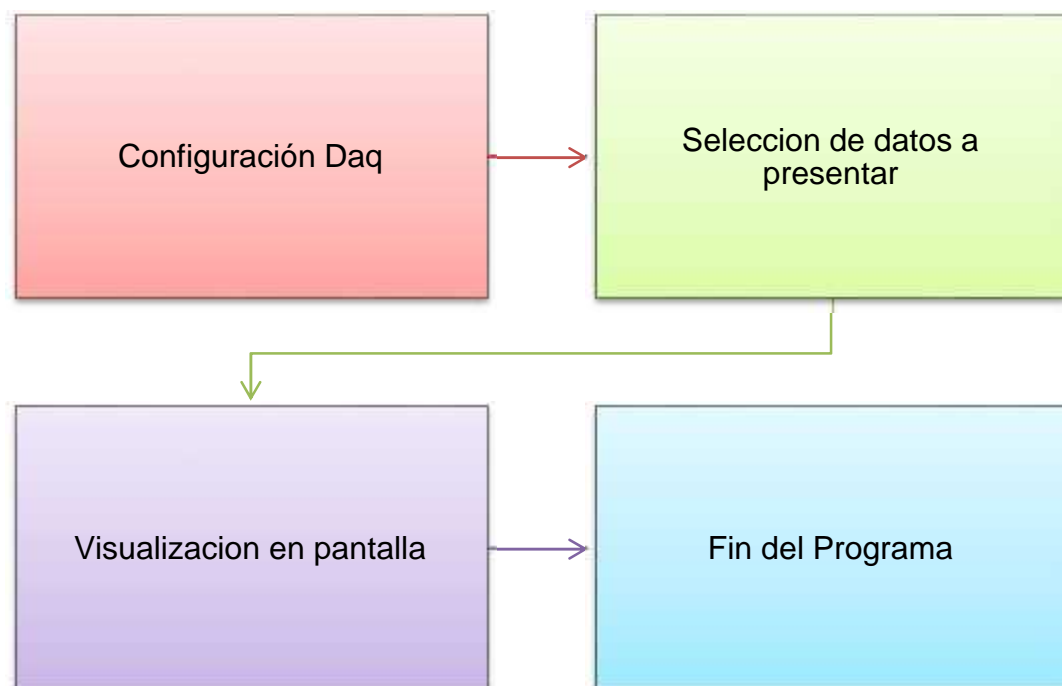 Configuración Daq
Seleccion de datos a
presentar
Visualizacion en pantalla
Fin del Programa